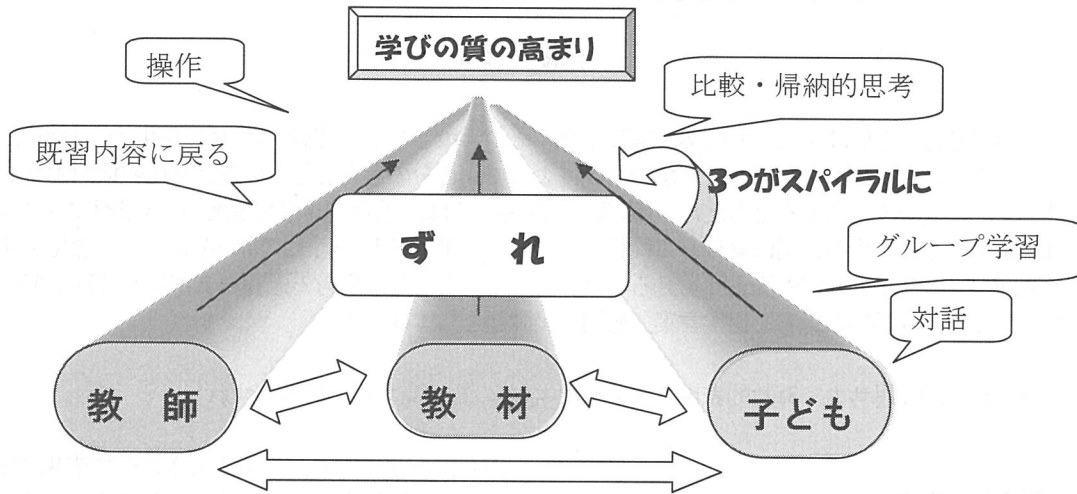 学びの質の高まり
操作
比較・帰納的思考
既習内容に戻る
3つがスパイラルに
ず れ
グループ学習
対話
教 師
教 材
子ども